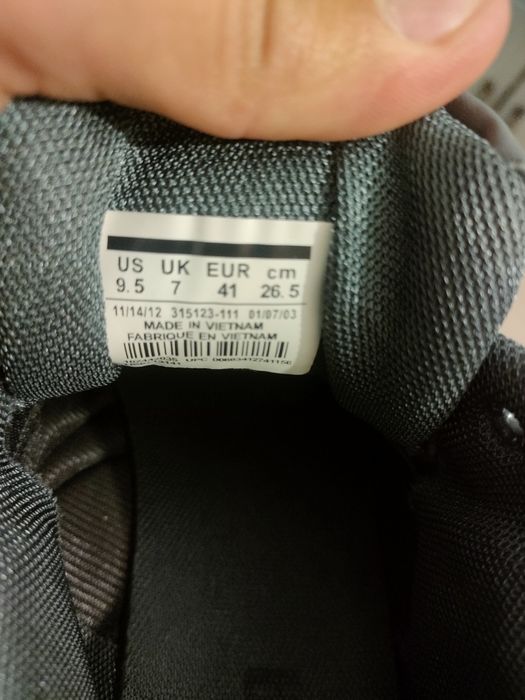 US UK EUR cm
9.5 7 41 26.5
11/14/12 315123-111 01/07/03
MADE IN VIETNAM
FABRIQUE EN VIETNAM
UPC